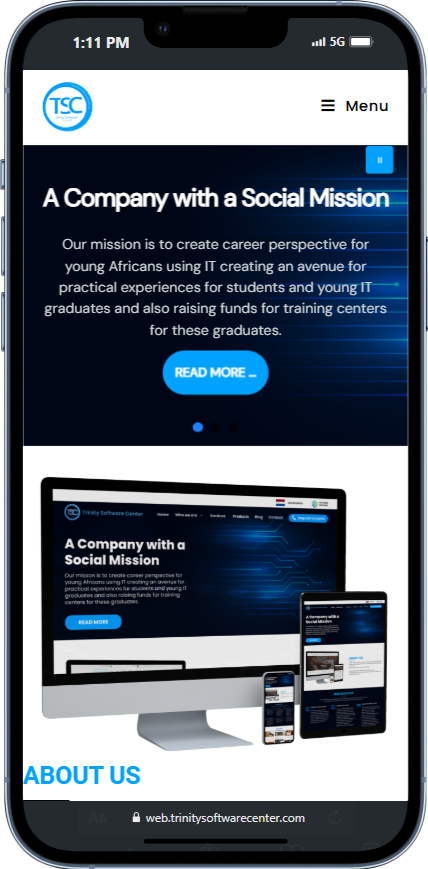 1:11 PM
5G
TSC
Menu
A Company with a Social Mission
Our mission is to create career perspective for
young Africans using IT creating an avenue for
practical experiences for students and young IT
graduates and also raising funds for training centers
for these graduates.
READ MORE ...
TSC Trinity Software Center
Home Who we are Services Products Blog Contact
A Company with a
Social Mission
Our mission is to create career perspective for
young Africans using IT creating an avenue for
practical experiences for students and young IT
graduates and also raising funds for training
centers for these graduates.
READ MORE
A Company with a
Social Mission
ABOUT US
AA
web.trinitysoftwarecenter.com